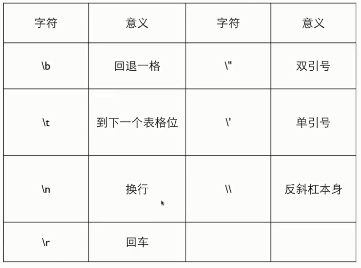 字符 意义 字符 意义
\b 回退一格 \" 双引号
\t 到下一个表格位 \' 单引号
\n 换行 \\ 反斜杠本身
\r 回车